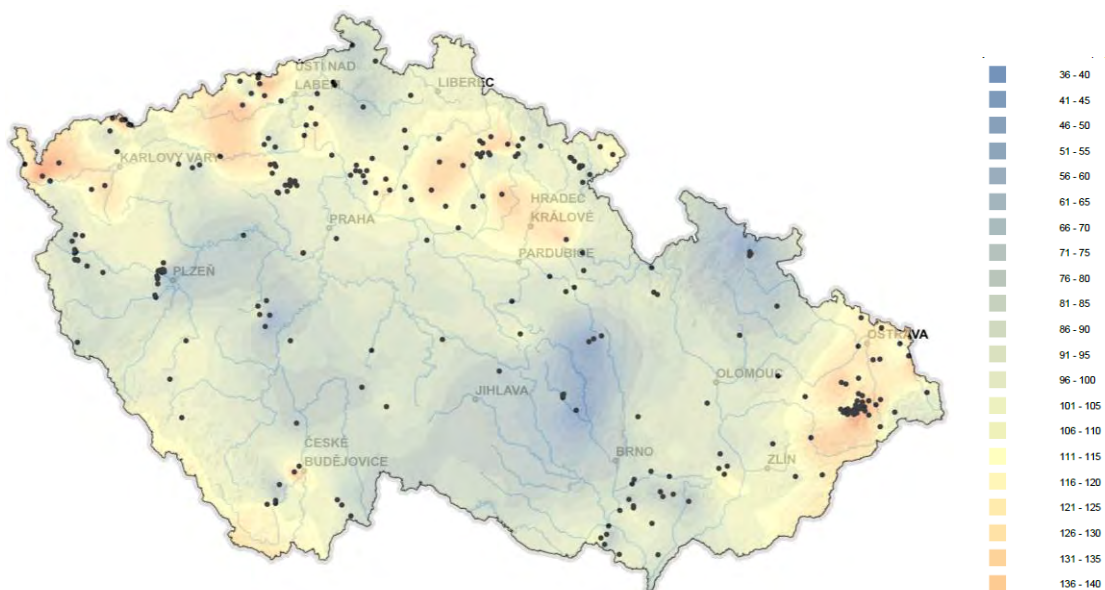 ÚSTÍ NAD
LABEM
LIBEREC
KARLOVY VARY
PRAHA
HRADEC
KRÁLOVÉ
PARDUBICE
PLZEŇ
OSTRAVA
OLOMOUC
JIHLAVA
ČESKÉ
BUDĚJOVICE
BRNO
ZLÍN
36 - 40
41 - 45
46 - 50
51 - 55
56 - 60
61 - 65
66 - 70
71 - 75
76 - 80
81 - 85
86 - 90
91 - 95
96 - 100
101 - 105
106 - 110
111 - 115
116 - 120
121 - 125
126 - 130
131 - 135
136 - 140